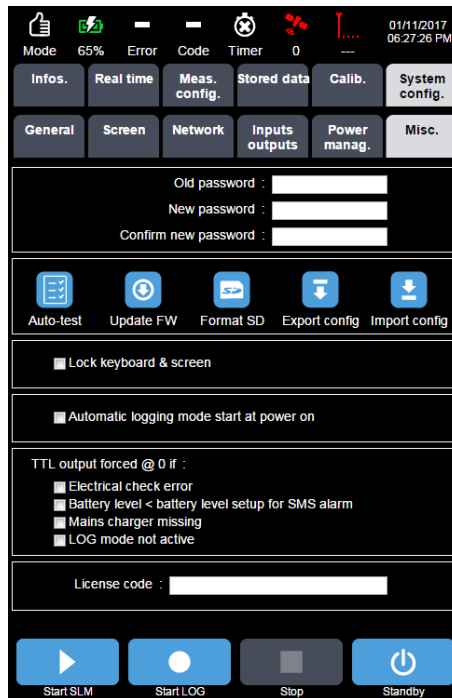 01/11/2017
06:27:26 PM
Mode 65% Error Code Timer 0 ---
Infos. Real time Meas. config. Stored data Calib. System config.
General Screen Network Inputs outputs Power manag. Misc.
Old password :
New password :
Confirm new password :
SD
Auto-test Update FW Format SD Export config Import config
Lock keyboard & screen
Automatic logging mode start at power on
TTL output forced @ 0 if :
Electrical check error
Battery level < battery level setup for SMS alarm
Mains charger missing
LOG mode not active
License code :
Start SLM Start LOG Stop Standby